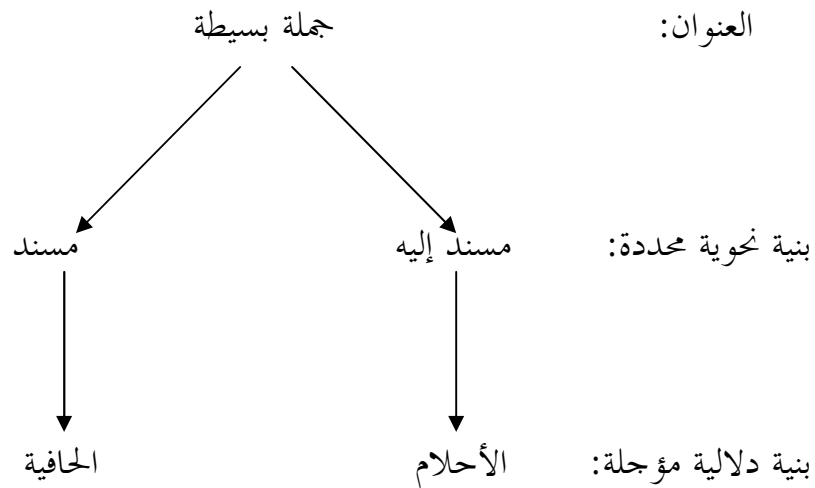 العنوان: جملة بسيطة
بنية نحوية محددة: مسند إليه مسند
بنية دلالية مؤجلة: الأحلام الحافية